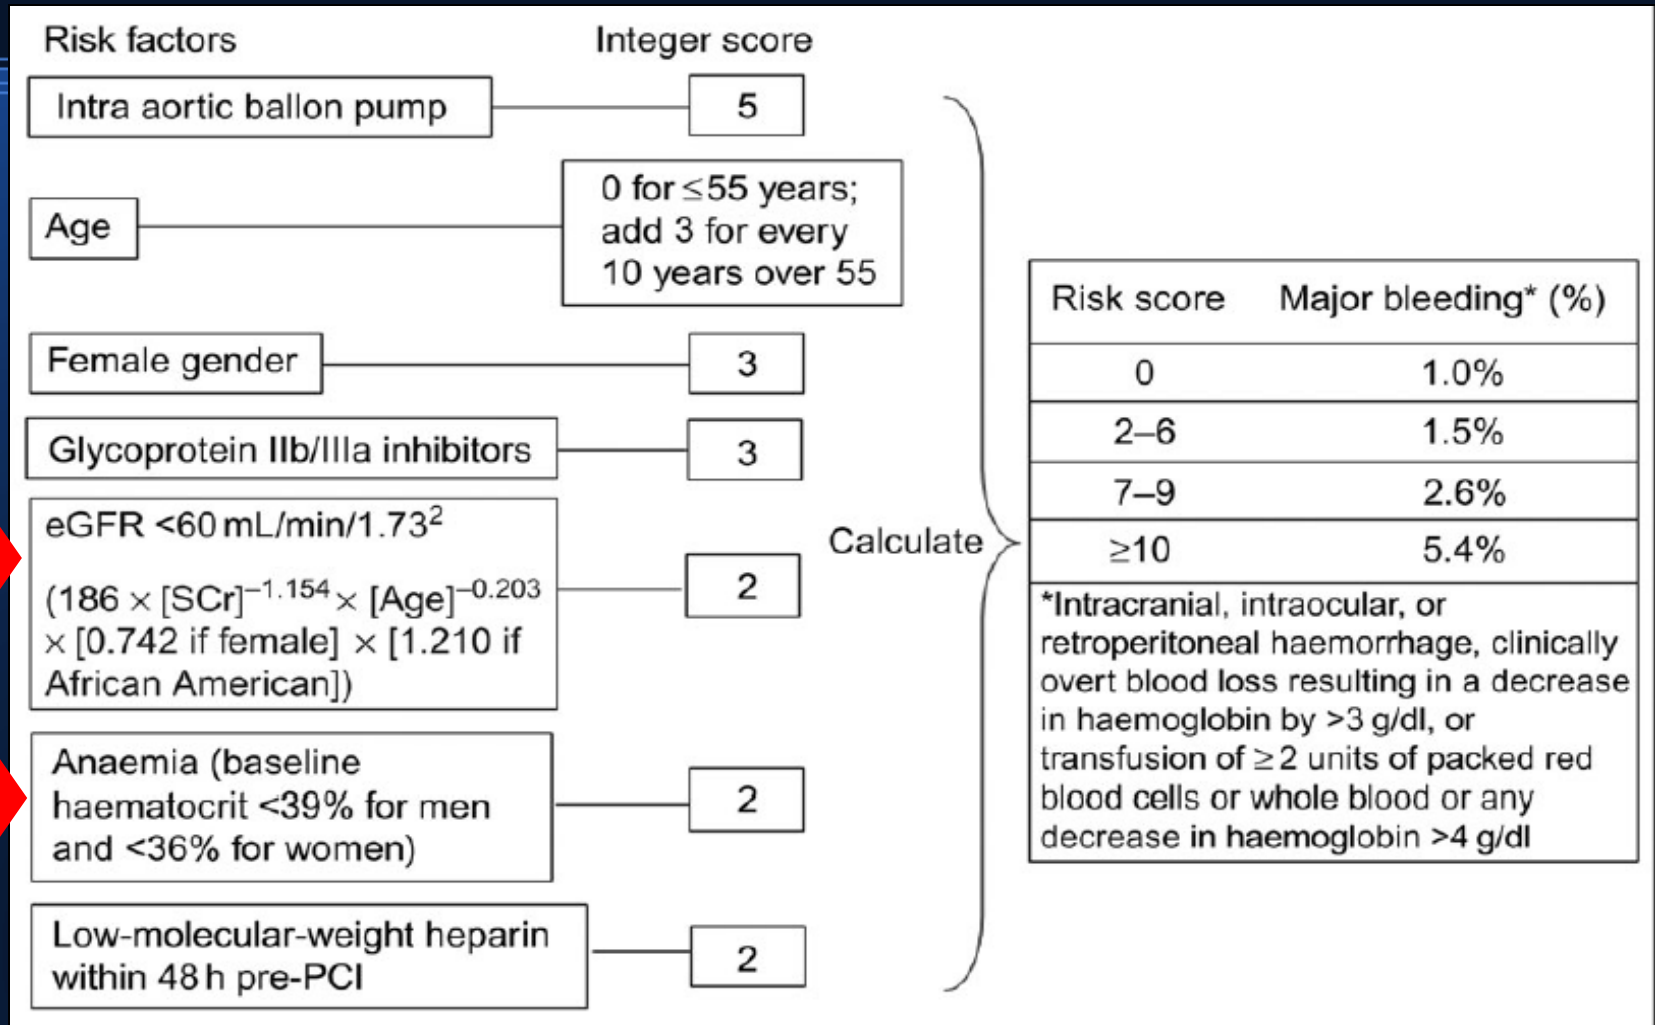 Risk factors
Integer score
Intra aortic ballon pump
5
Age
0 for ≤55 years;
add 3 for every
10 years over 55
Female gender
3
Glycoprotein IIb/IIIa inhibitors
3
eGFR <60 mL/min/1.73²
(186 × [SCr]⁻¹·¹⁵⁴ × [Age]⁻⁰·²⁰³
× [0.742 if female] × [1.210 if
African American])
2
Anaemia (baseline
haematocrit <39% for men
and <36% for women)
2
Low-molecular-weight heparin
within 48 h pre-PCI
2
Calculate
Risk score Major bleeding* (%)
0 1.0%
2–6 1.5%
7–9 2.6%
≥10 5.4%
*Intracranial, intraocular, or
retroperitoneal haemorrhage, clinically
overt blood loss resulting in a decrease
in haemoglobin by >3 g/dl, or
transfusion of ≥2 units of packed red
blood cells or whole blood or any
decrease in haemoglobin >4 g/dl